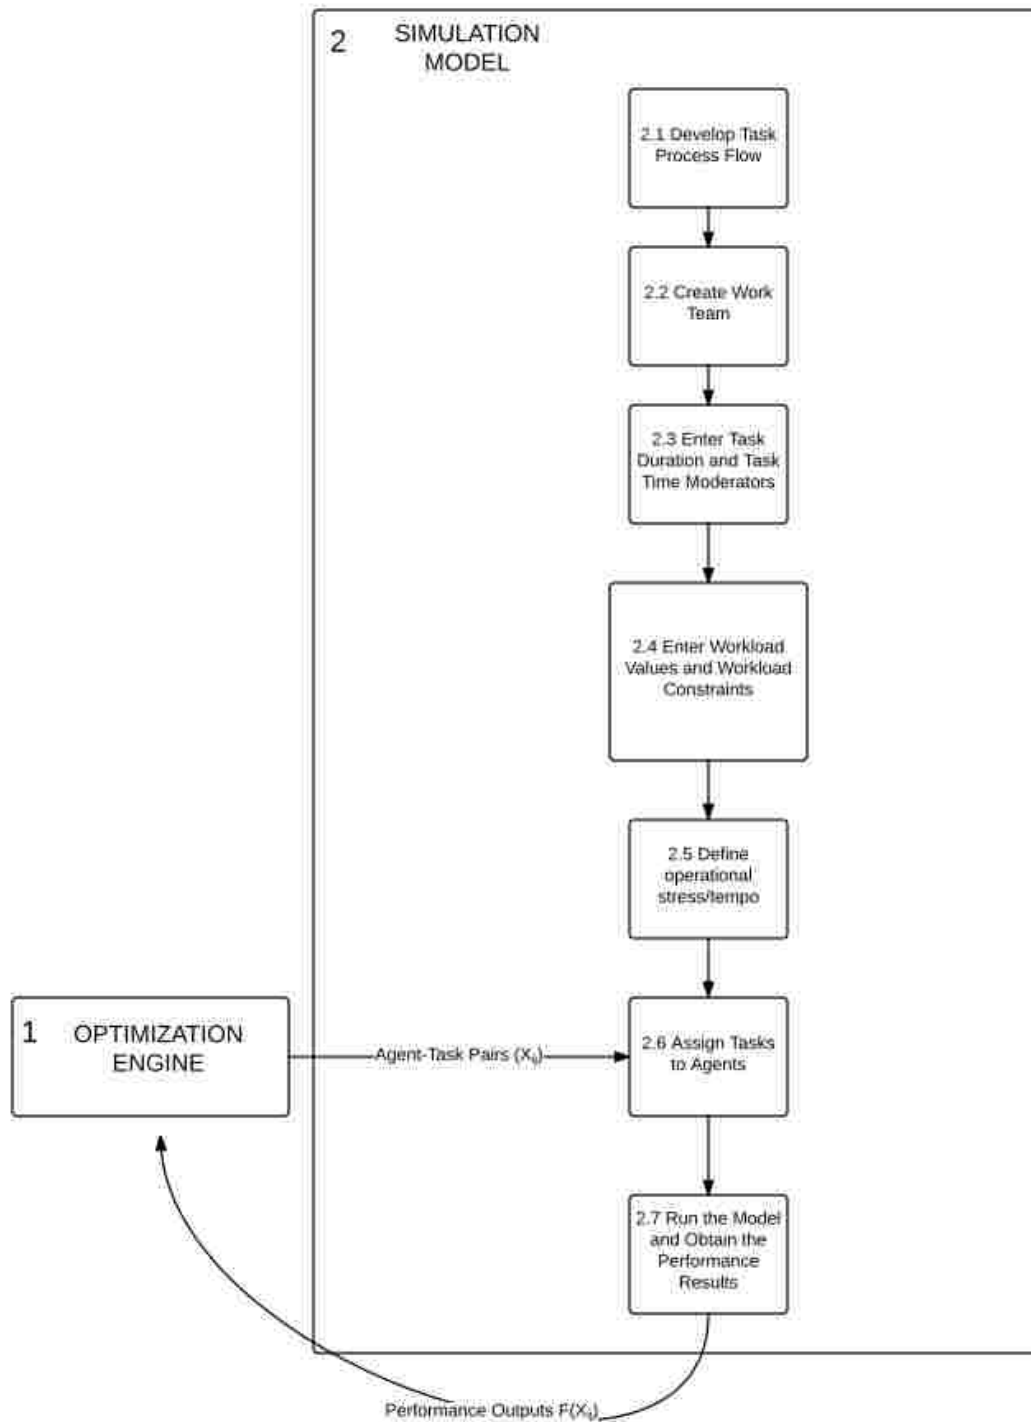 2
SIMULATION
MODEL
2.1 Develop Task
Process Flow
2.2 Create Work
Team
2.3 Enter Task
Duration and Task
Time Moderators
2.4 Enter Workload
Values and Workload
Constraints
2.5 Define
operational
stress/tempo
1
OPTIMIZATION
ENGINE
Agent-Task Pairs (Xᵢⱼ)
2.6 Assign Tasks
to Agents
2.7 Run the Model
and Obtain the
Performance
Results
Performance Outputs F(Xᵢⱼ)